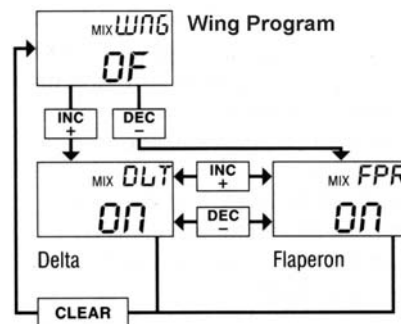 MIX WNG
Wing Program
OF
INC
+
DEC
-
MIX DLT
ON
INC
+
DEC
-
MIX FPR
ON
Delta
Flaperon
CLEAR